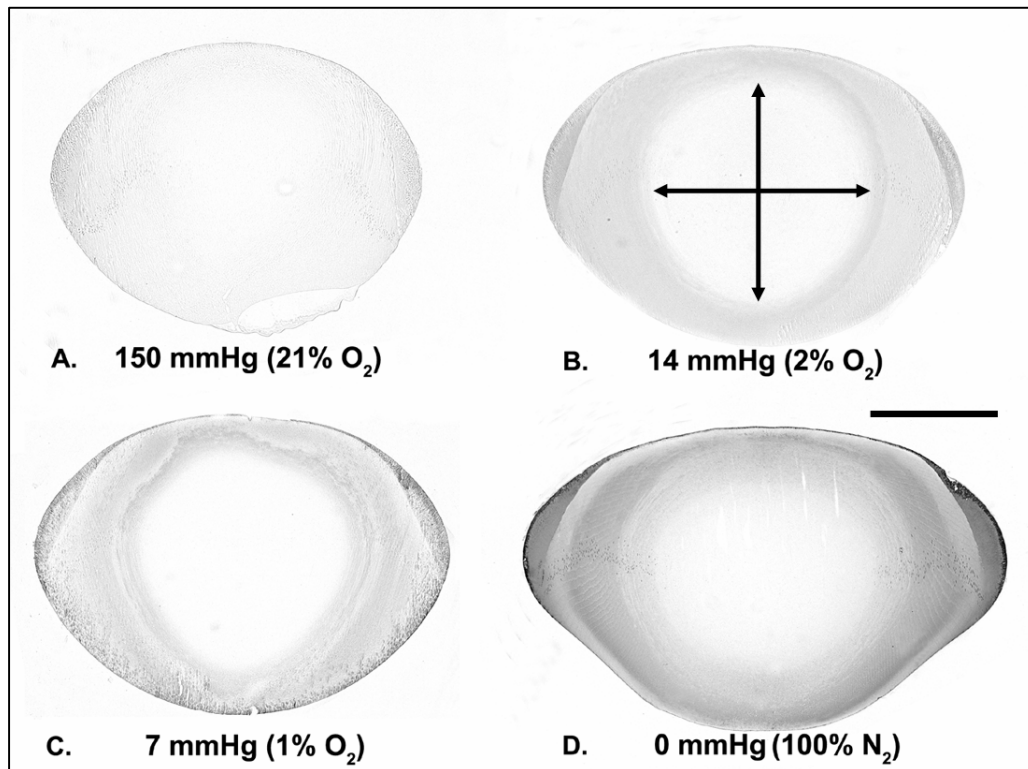 A. 150 mmHg (21% O₂)
B. 14 mmHg (2% O₂)
C. 7 mmHg (1% O₂)
D. 0 mmHg (100% N₂)